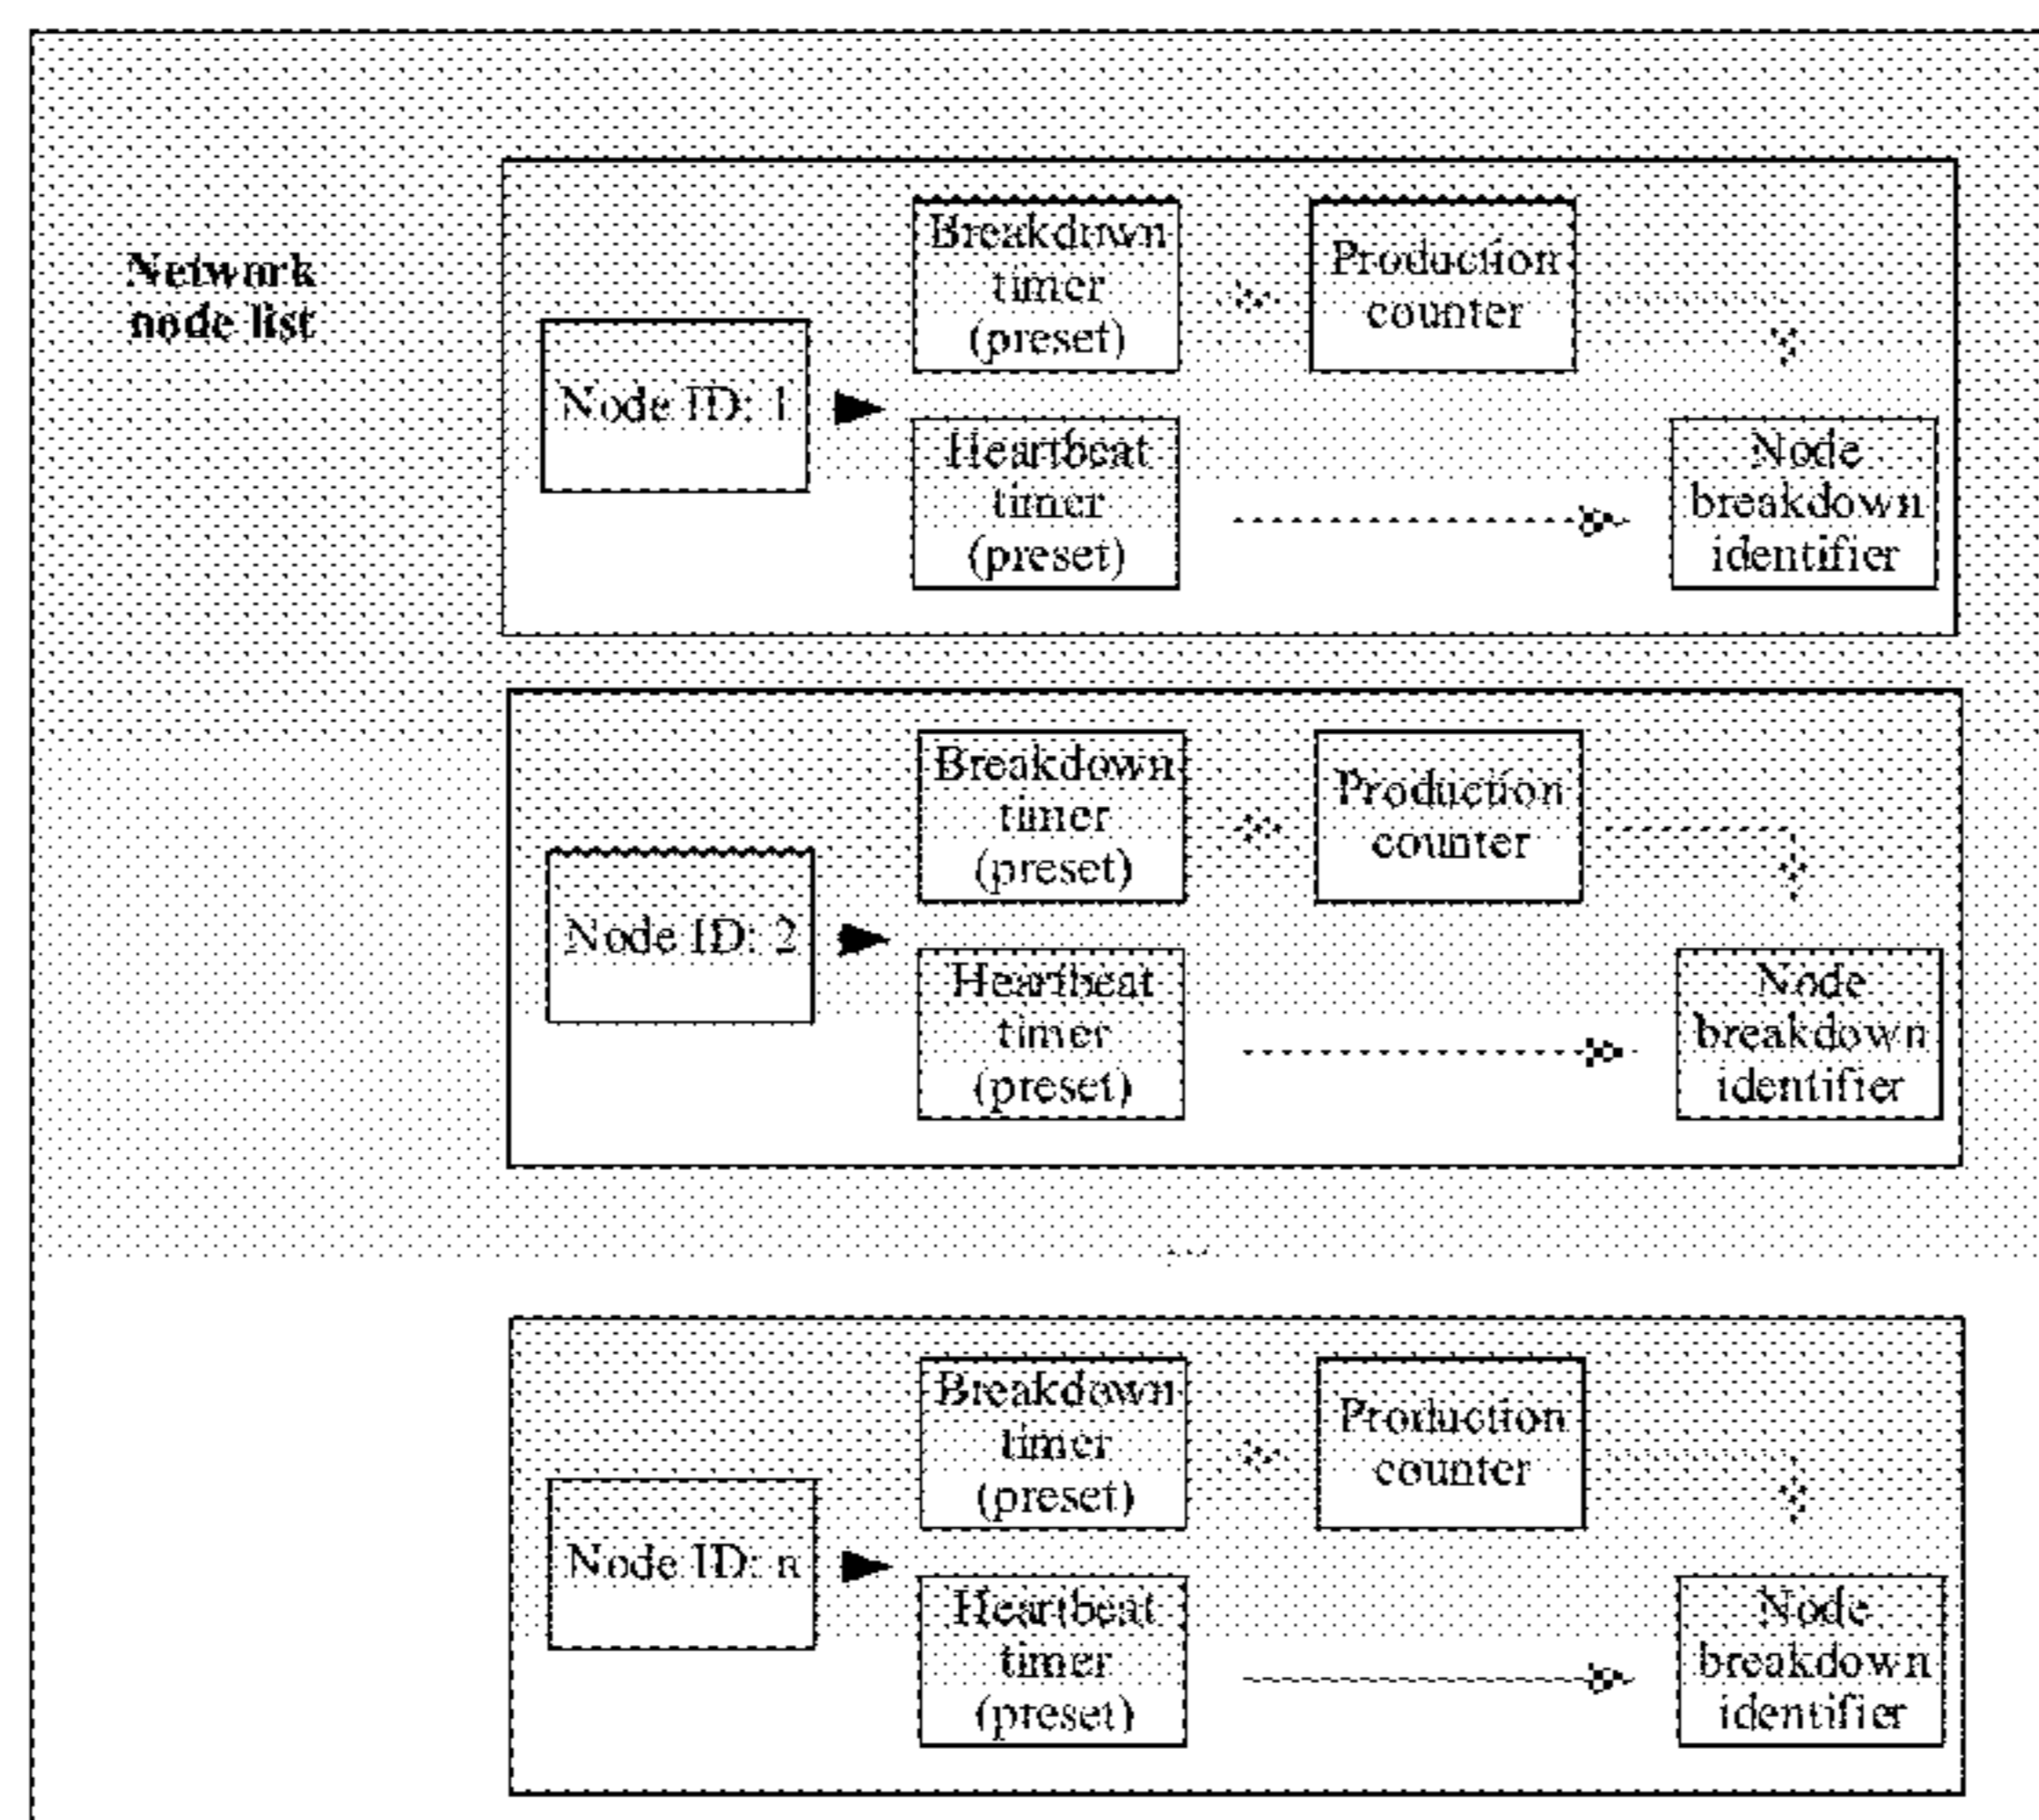 Network
node list
Breakdown
timer
(preset)
Production
counter
Node ID: 1
Heartbeat
timer
(preset)
Node
breakdown
identifier
Breakdown
timer
(preset)
Production
counter
Node ID: 2
Heartbeat
timer
(preset)
Node
breakdown
identifier
Breakdown
timer
(preset)
Production
counter
Node ID: n
Heartbeat
timer
(preset)
Node
breakdown
identifier